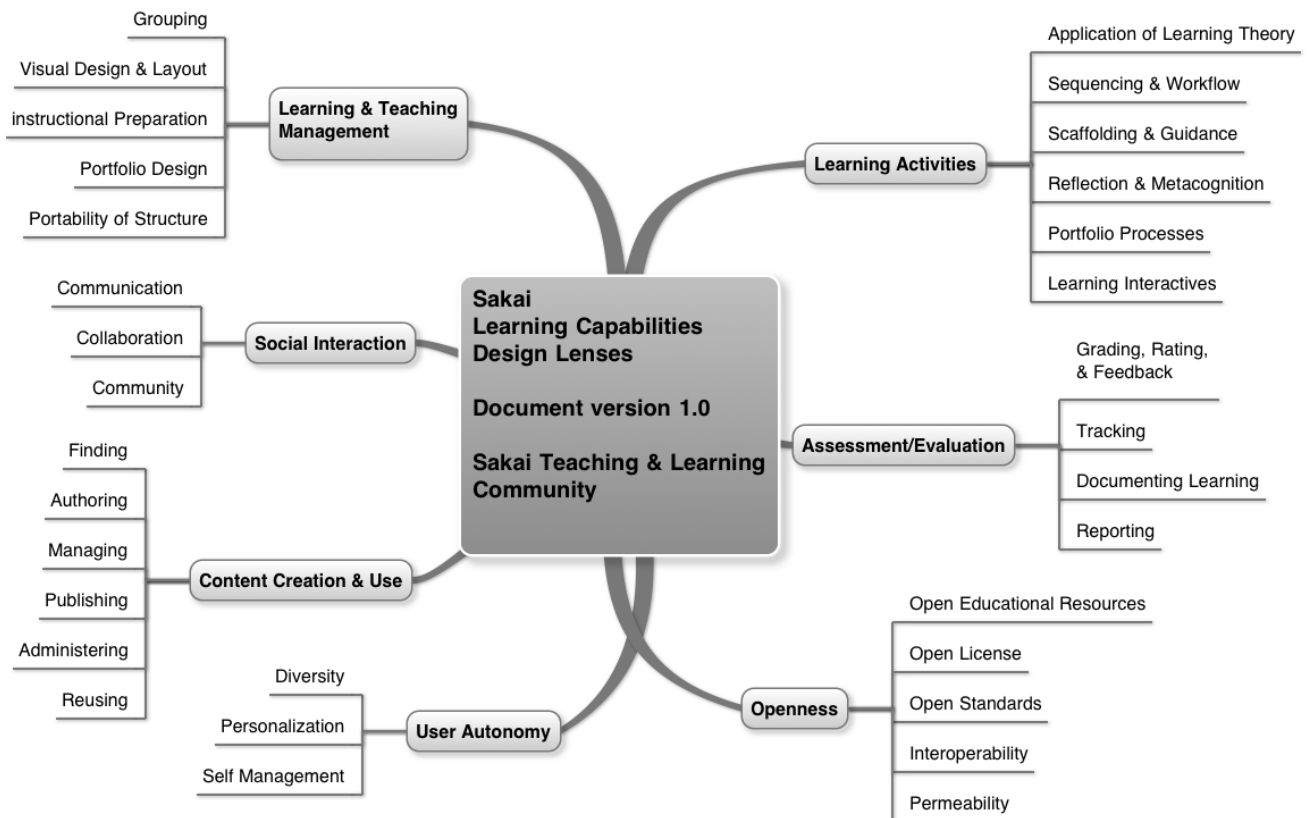 Sakai
Learning Capabilities
Design Lenses
Document version 1.0
Sakai Teaching & Learning
Community
Learning & Teaching
Management
Grouping
Visual Design & Layout
instructional Preparation
Portfolio Design
Portability of Structure
Social Interaction
Communication
Collaboration
Community
Content Creation & Use
Finding
Authoring
Managing
Publishing
Administering
Reusing
User Autonomy
Diversity
Personalization
Self Management
Learning Activities
Application of Learning Theory
Sequencing & Workflow
Scaffolding & Guidance
Reflection & Metacognition
Portfolio Processes
Learning Interactives
Assessment/Evaluation
Grading, Rating,
& Feedback
Tracking
Documenting Learning
Reporting
Openness
Open Educational Resources
Open License
Open Standards
Interoperability
Permeability